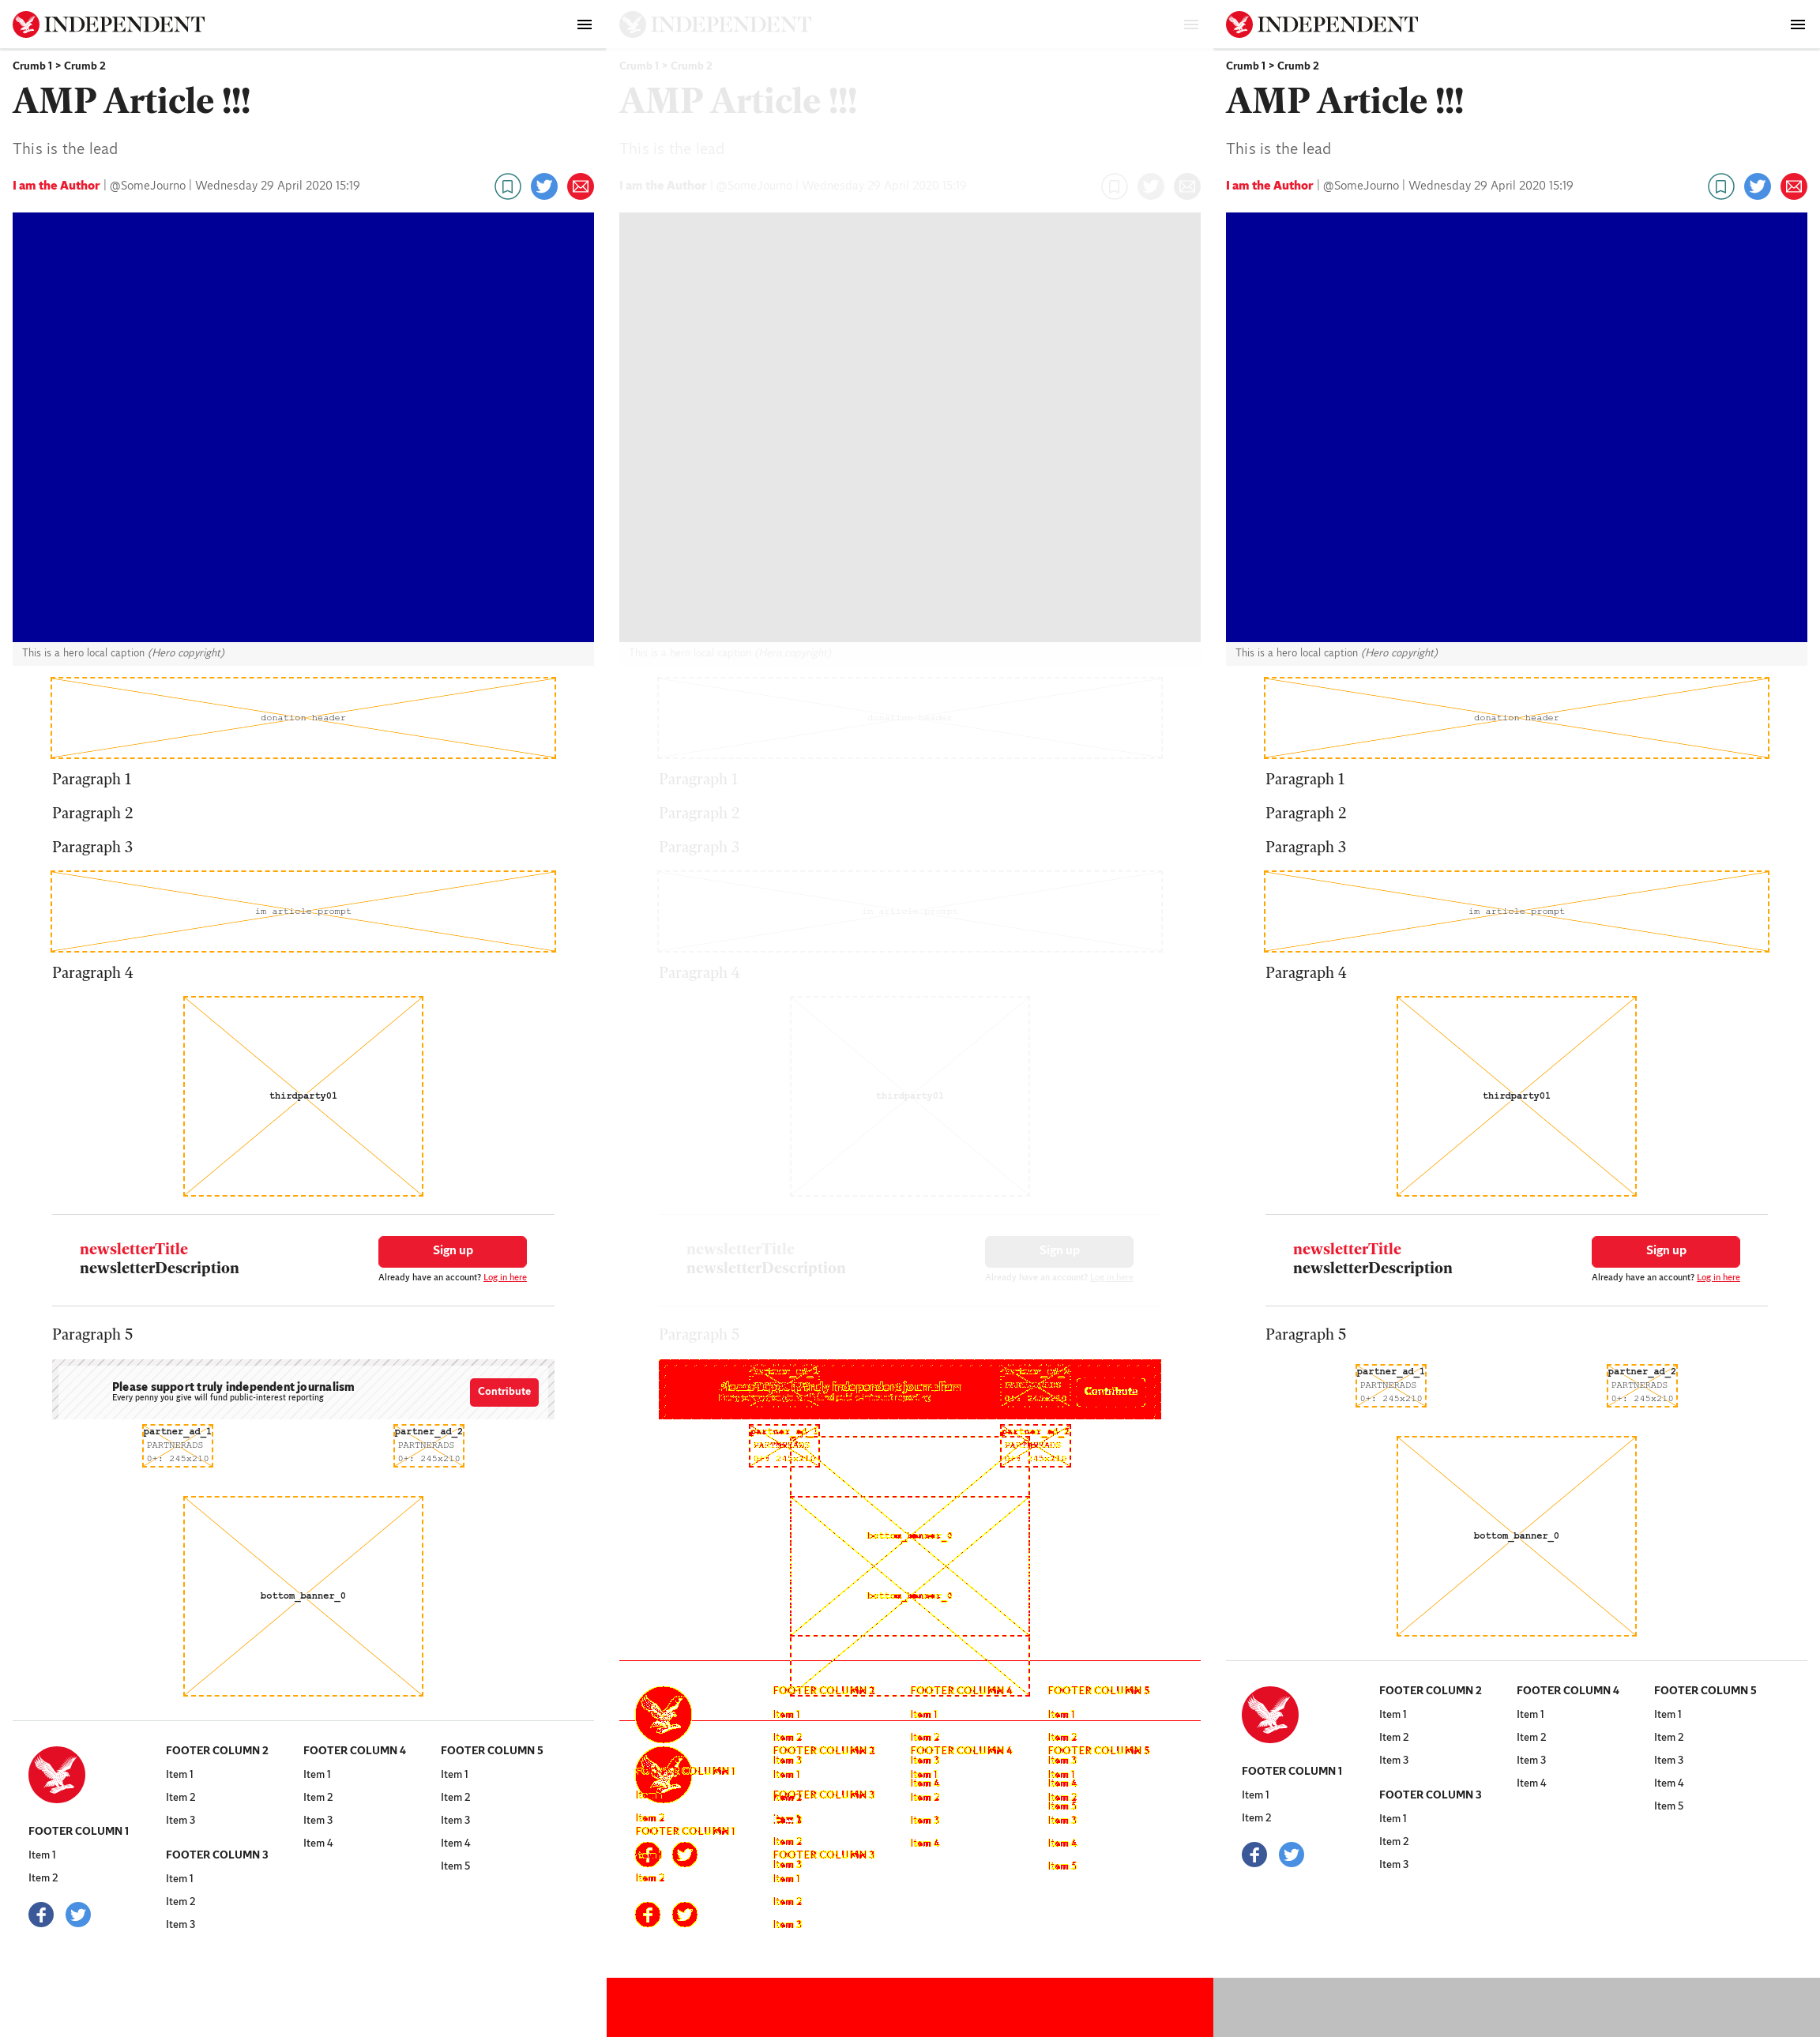 INDEPENDENT
Crumb 1 > Crumb 2
AMP Article !!!
This is the lead
I am the Author | @SomeJourno | Wednesday 29 April 2020 15:19
This is a hero local caption (Hero copyright)
donation header
Paragraph 1
Paragraph 2
Paragraph 3
im article prompt
Paragraph 4
thirdparty01
newsletterTitle
newsletterDescription
Sign up
Already have an account? Log in here
Paragraph 5
Please support truly independent journalism
Every penny you give will fund public-interest reporting
Contribute
partner_ad_1
PARTNERADS
0+: 245x210
partner_ad_2
PARTNERADS
0+: 245x210
bottom_banner_0
FOOTER COLUMN 1
Item 1
Item 2
FOOTER COLUMN 2
Item 1
Item 2
Item 3
FOOTER COLUMN 3
Item 1
Item 2
Item 3
FOOTER COLUMN 4
Item 1
Item 2
Item 3
Item 4
FOOTER COLUMN 5
Item 1
Item 2
Item 3
Item 4
Item 5
INDEPENDENT
Crumb 1 > Crumb 2
AMP Article !!!
This is the lead
I am the Author | @SomeJourno | Wednesday 29 April 2020 15:19
This is a hero local caption (Hero copyright)
donation header
Paragraph 1
Paragraph 2
Paragraph 3
Paragraph 4
thirdparty01
newsletterTitle
newsletterDescription
Sign up
Already have an account? Log in here
Paragraph 5
Contribute
partner_ad_1
PARTNERADS
0+: 245x210
partner_ad_2
PARTNERADS
0+: 245x210
bottom_banner_0
bottom_banner_0
FOOTER COLUMN 2
FOOTER COLUMN 4
FOOTER COLUMN 5
Item 1
Item 1
Item 1
Item 2
Item 2
Item 2
FOOTER COLUMN 2
FOOTER COLUMN 4
FOOTER COLUMN 5
Item 3
Item 3
Item 3
Item 1
Item 1
Item 1
FOOTER COLUMN 1
Item 4
Item 4
FOOTER COLUMN 3
Item 2
Item 2
Item 2
Item 5
Item 3
Item 3
FOOTER COLUMN 1
Item 2
Item 4
Item 4
FOOTER COLUMN 3
Item 3
Item 5
Item 2
Item 1
Item 2
Item 3
INDEPENDENT
Crumb 1 > Crumb 2
AMP Article !!!
This is the lead
I am the Author | @SomeJourno | Wednesday 29 April 2020 15:19
This is a hero local caption (Hero copyright)
donation header
Paragraph 1
Paragraph 2
Paragraph 3
im article prompt
Paragraph 4
thirdparty01
newsletterTitle
newsletterDescription
Sign up
Already have an account? Log in here
Paragraph 5
partner_ad_1
PARTNERADS
0+: 245x210
partner_ad_2
PARTNERADS
0+: 245x210
bottom_banner_0
FOOTER COLUMN 1
Item 1
Item 2
FOOTER COLUMN 2
Item 1
Item 2
Item 3
FOOTER COLUMN 3
Item 1
Item 2
Item 3
FOOTER COLUMN 4
Item 1
Item 2
Item 3
Item 4
FOOTER COLUMN 5
Item 1
Item 2
Item 3
Item 4
Item 5